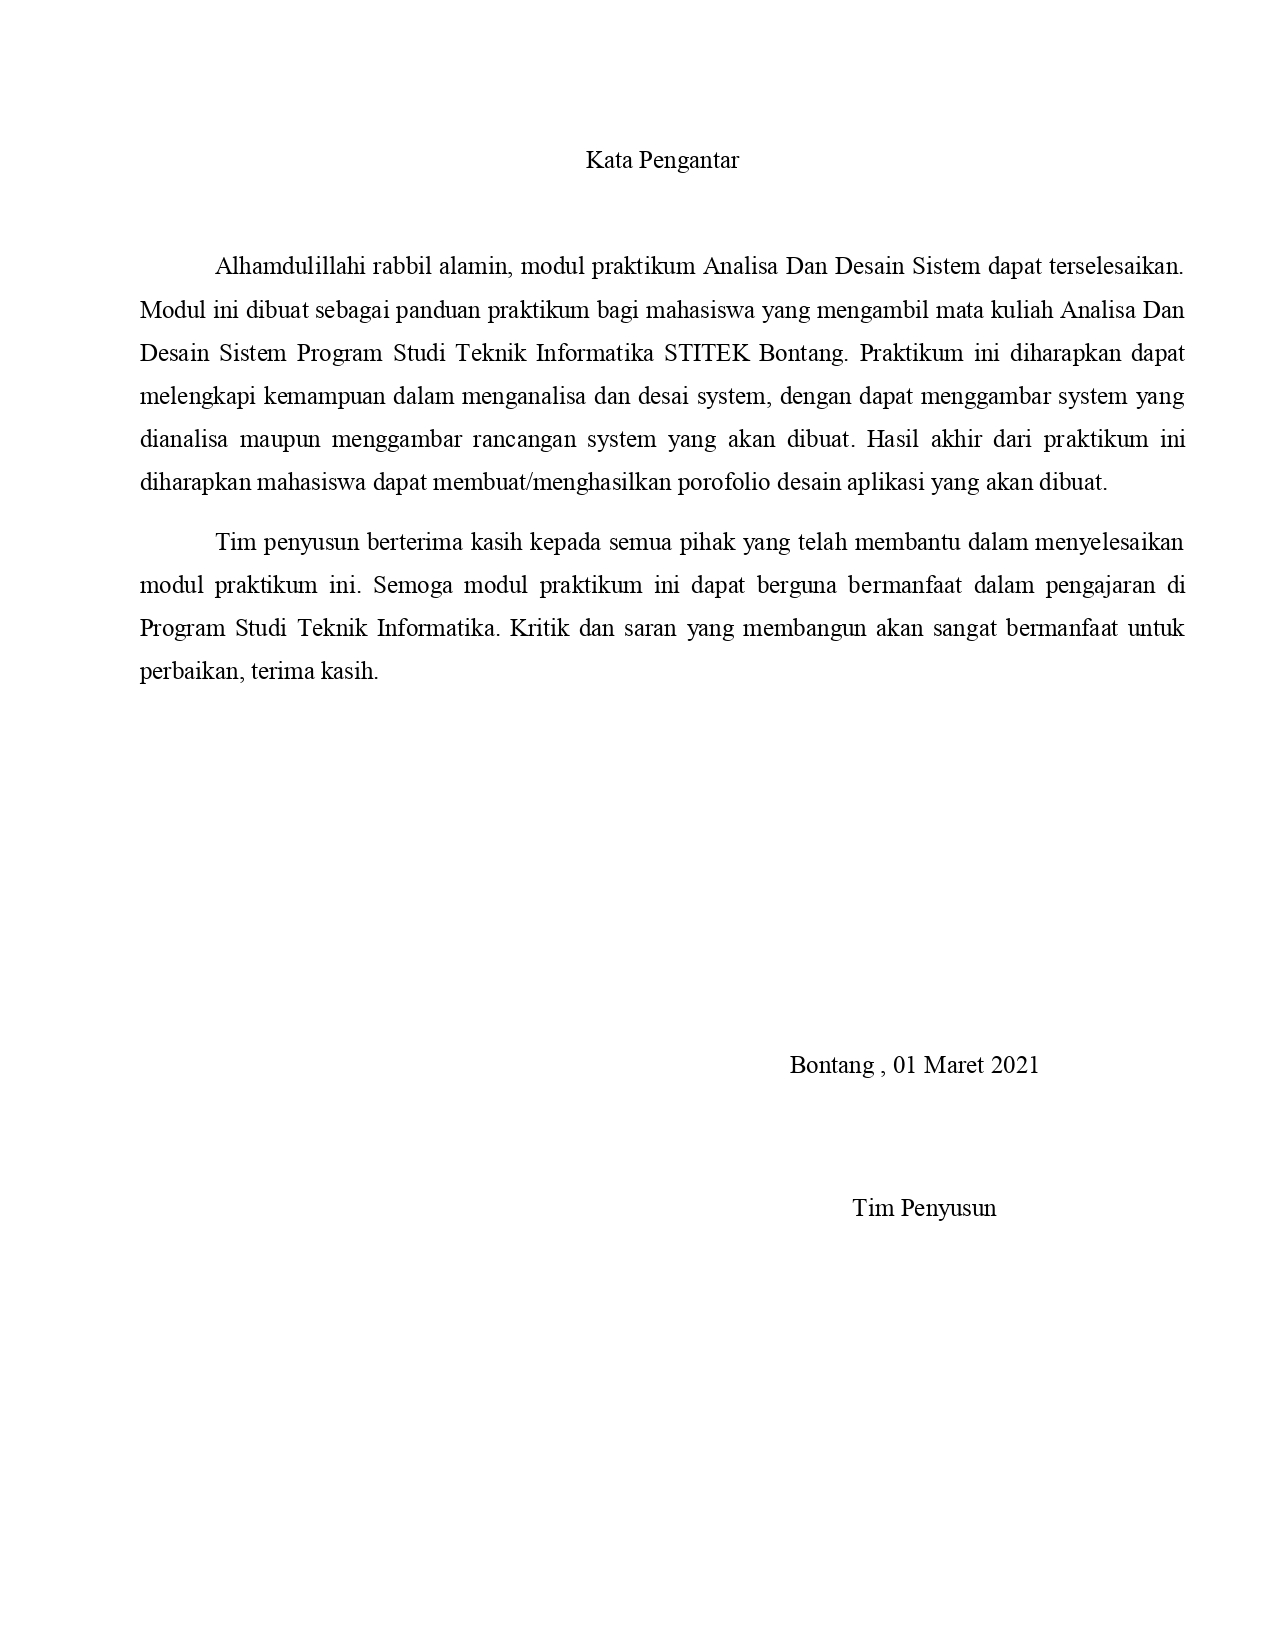 Kata Pengantar
Alhamdulillahi rabbil alamin, modul praktikum Analisa Dan Desain Sistem dapat terselesaikan.
Modul ini dibuat sebagai panduan praktikum bagi mahasiswa yang mengambil mata kuliah Analisa Dan
Desain Sistem Program Studi Teknik Informatika STITEK Bontang. Praktikum ini diharapkan dapat
melengkapi kemampuan dalam menganalisa dan desai system, dengan dapat menggambar system yang
dianalisa maupun menggambar rancangan system yang akan dibuat. Hasil akhir dari praktikum ini
diharapkan mahasiswa dapat membuat/menghasilkan porofolio desain aplikasi yang akan dibuat.
Tim penyusun berterima kasih kepada semua pihak yang telah membantu dalam menyelesaikan
modul praktikum ini. Semoga modul praktikum ini dapat berguna bermanfaat dalam pengajaran di
Program Studi Teknik Informatika. Kritik dan saran yang membangun akan sangat bermanfaat untuk
perbaikan, terima kasih.
Bontang , 01 Maret 2021
Tim Penyusun